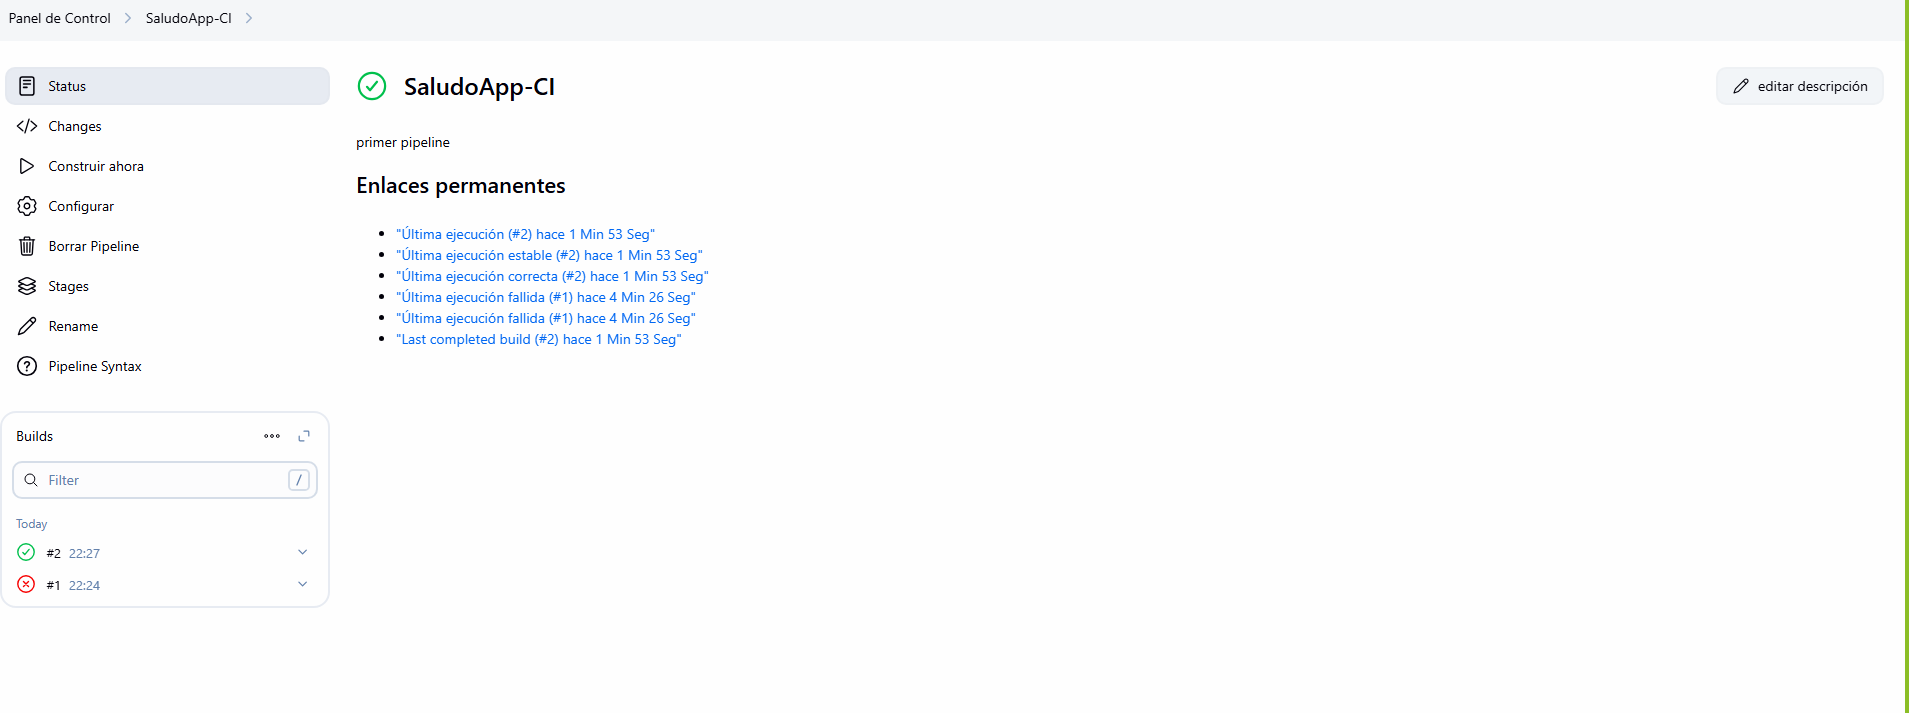 Panel de Control
SaludoApp-CI
Status
Changes
Construir ahora
Configurar
Borrar Pipeline
Stages
Rename
Pipeline Syntax
Builds
Filter /
Today
#2 22:27
#1 22:24
SaludoApp-CI
editar descripción
primer pipeline
Enlaces permanentes
"Última ejecución (#2) hace 1 Min 53 Seg"
"Última ejecución estable (#2) hace 1 Min 53 Seg"
"Última ejecución correcta (#2) hace 1 Min 53 Seg"
"Última ejecución fallida (#1) hace 4 Min 26 Seg"
"Última ejecución fallida (#1) hace 4 Min 26 Seg"
"Last completed build (#2) hace 1 Min 53 Seg"